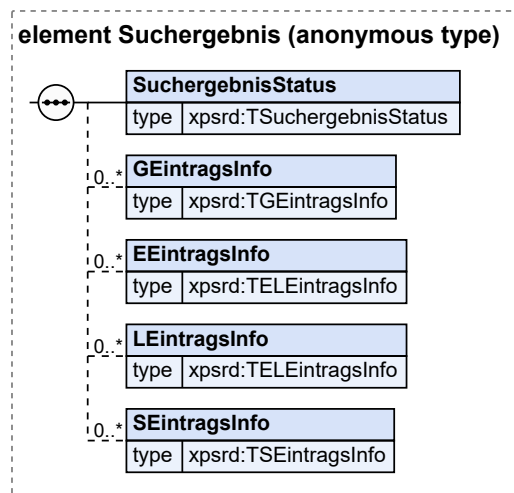 element Suchergebnis (anonymous type)
SuchergebnisStatus
type xpsrd:TSuchergebnisStatus
0..* GEintragsInfo
type xpsrd:TGEintragsInfo
0..* EEintragsInfo
type xpsrd:TELEintragsInfo
0..* LEintragsInfo
type xpsrd:TELEintragsInfo
0..* SEintragsInfo
type xpsrd:TSEintragsInfo